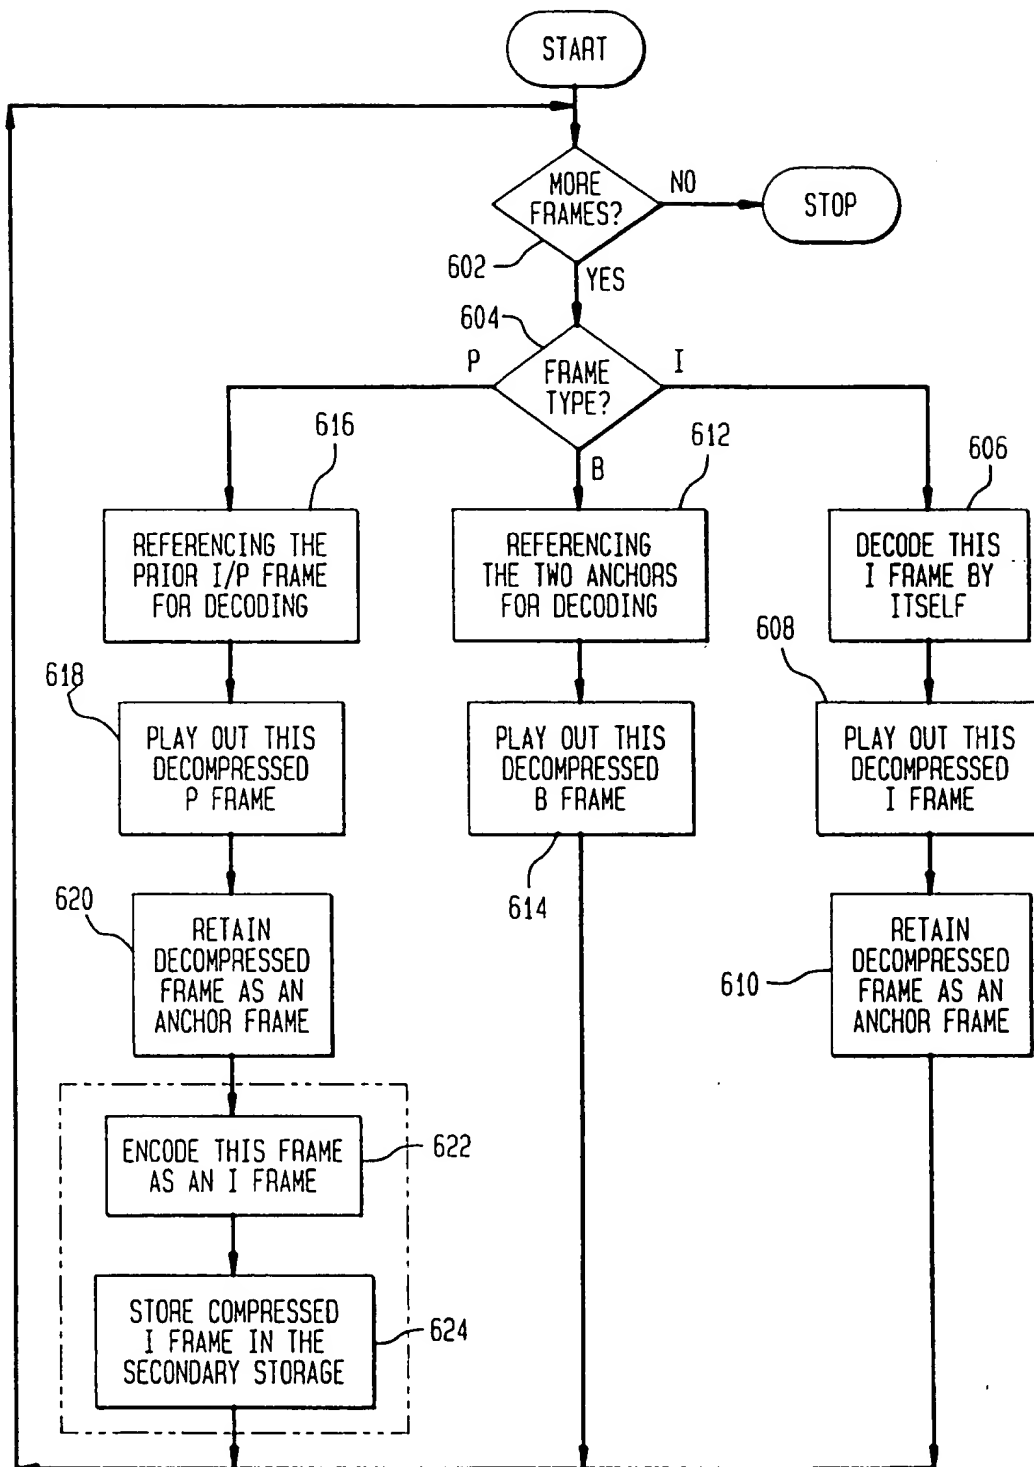 START
MORE
FRAMES?
NO
STOP
602
YES
604
P
FRAME
TYPE?
I
B
616
612
606
REFERENCING THE
PRIOR I/P FRAME
FOR DECODING
REFERENCING
THE TWO ANCHORS
FOR DECODING
DECODE THIS
I FRAME BY
ITSELF
618
608
PLAY OUT THIS
DECOMPRESSED
P FRAME
PLAY OUT THIS
DECOMPRESSED
B FRAME
PLAY OUT THIS
DECOMPRESSED
I FRAME
620
614
610
RETAIN
DECOMPRESSED
FRAME AS AN
ANCHOR FRAME
RETAIN
DECOMPRESSED
FRAME AS AN
ANCHOR FRAME
ENCODE THIS FRAME
AS AN I FRAME
622
STORE COMPRESSED
I FRAME IN THE
SECONDARY STORAGE
624